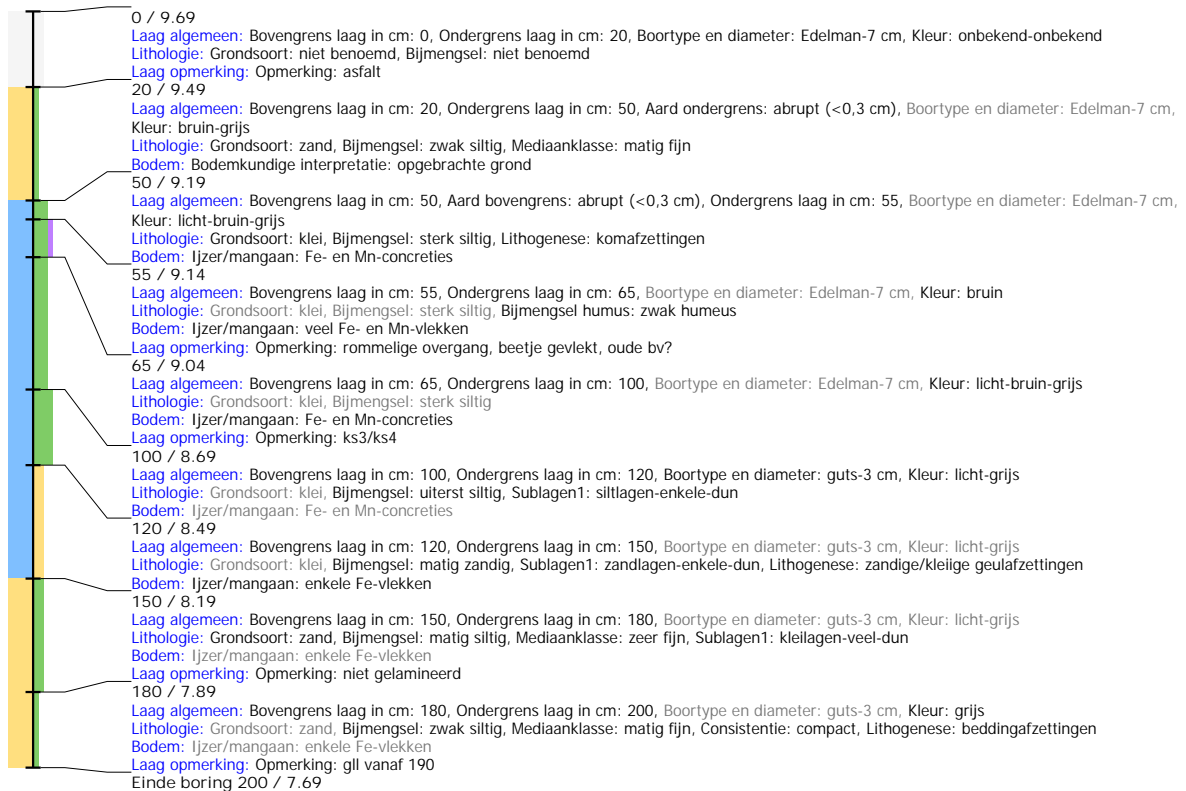 0 / 9.69
Laag algemeen: Bovengrens laag in cm: 0, Ondergrens laag in cm: 20, Boortype en diameter: Edelman-7 cm, Kleur: onbekend-onbekend
Lithologie: Grondsoort: niet benoemd, Bijmengsel: niet benoemd
Laag opmerking: Opmerking: asfalt
20 / 9.49
Laag algemeen: Bovengrens laag in cm: 20, Ondergrens laag in cm: 50, Aard ondergrens: abrupt (<0,3 cm), Boortype en diameter: Edelman-7 cm,
Kleur: bruin-grijs
Lithologie: Grondsoort: zand, Bijmengsel: zwak siltig, Mediaanklasse: matig fijn
Bodem: Bodemkundige interpretatie: opgebrachte grond
50 / 9.19
Laag algemeen: Bovengrens laag in cm: 50, Aard bovengrens: abrupt (<0,3 cm), Ondergrens laag in cm: 55, Boortype en diameter: Edelman-7 cm,
Kleur: licht-bruin-grijs
Lithologie: Grondsoort: klei, Bijmengsel: sterk siltig, Lithogenese: komafzettingen
Bodem: Ijzer/mangaan: Fe- en Mn-concreties
55 / 9.14
Laag algemeen: Bovengrens laag in cm: 55, Ondergrens laag in cm: 65, Boortype en diameter: Edelman-7 cm, Kleur: bruin
Lithologie: Grondsoort: klei, Bijmengsel: sterk siltig, Bijmengsel humus: zwak humeus
Bodem: Ijzer/mangaan: veel Fe- en Mn-vlekken
Laag opmerking: Opmerking: rommelige overgang, beetje gevlekt, oude bv?
65 / 9.04
Laag algemeen: Bovengrens laag in cm: 65, Ondergrens laag in cm: 100, Boortype en diameter: Edelman-7 cm, Kleur: licht-bruin-grijs
Lithologie: Grondsoort: klei, Bijmengsel: sterk siltig
Bodem: Ijzer/mangaan: Fe- en Mn-concreties
Laag opmerking: Opmerking: ks3/ks4
100 / 8.69
Laag algemeen: Bovengrens laag in cm: 100, Ondergrens laag in cm: 120, Boortype en diameter: guts-3 cm, Kleur: licht-grijs
Lithologie: Grondsoort: klei, Bijmengsel: uiterst siltig, Sublagen1: siltlagen-enkele-dun
Bodem: Ijzer/mangaan: Fe- en Mn-concreties
120 / 8.49
Laag algemeen: Bovengrens laag in cm: 120, Ondergrens laag in cm: 150, Boortype en diameter: guts-3 cm, Kleur: licht-grijs
Lithologie: Grondsoort: klei, Bijmengsel: matig zandig, Sublagen1: zandlagen-enkele-dun, Lithogenese: zandige/kleiige geulafzettingen
Bodem: Ijzer/mangaan: enkele Fe-vlekken
150 / 8.19
Laag algemeen: Bovengrens laag in cm: 150, Ondergrens laag in cm: 180, Boortype en diameter: guts-3 cm, Kleur: licht-grijs
Lithologie: Grondsoort: zand, Bijmengsel: matig siltig, Mediaanklasse: zeer fijn, Sublagen1: kleilagen-veel-dun
Bodem: Ijzer/mangaan: enkele Fe-vlekken
Laag opmerking: Opmerking: niet gelamineerd
180 / 7.89
Laag algemeen: Bovengrens laag in cm: 180, Ondergrens laag in cm: 200, Boortype en diameter: guts-3 cm, Kleur: grijs
Lithologie: Grondsoort: zand, Bijmengsel: zwak siltig, Mediaanklasse: matig fijn, Consistentie: compact, Lithogenese: beddingafzettingen
Bodem: Ijzer/mangaan: enkele Fe-vlekken
Laag opmerking: Opmerking: gll vanaf 190
Einde boring 200 / 7.69